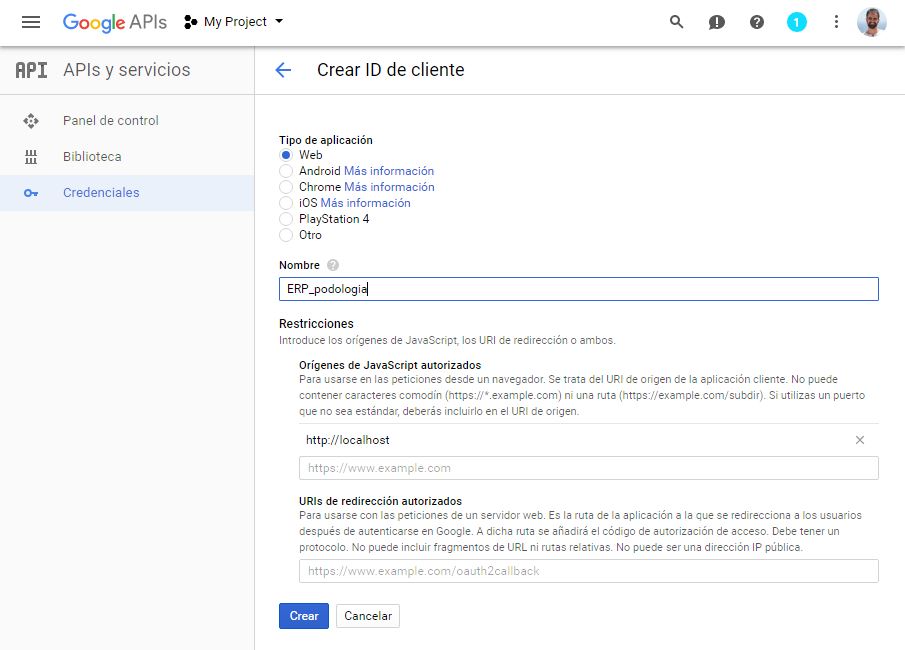 Google APIs My Project 1
API APIs y servicios
Crear ID de cliente
Panel de control
Biblioteca
Credenciales
Tipo de aplicación
Web
Android Más información
Chrome Más información
iOS Más información
PlayStation 4
Otro
Nombre ?
ERP_podologia
Restricciones
Introduce los orígenes de JavaScript, los URI de redirección o ambos.
Orígenes de JavaScript autorizados
Para usarse en las peticiones desde un navegador. Se trata del URI de origen de la aplicación cliente. No puede
contener caracteres comodín (https://*.example.com) ni una ruta (https://example.com/subdir). Si utilizas un puerto
que no sea estándar, deberás incluirlo en el URI de origen.
http://localhost
https://www.example.com
URIs de redirección autorizados
Para usarse con las peticiones de un servidor web. Es la ruta de la aplicación a la que se redirecciona a los usuarios
después de autenticarse en Google. A dicha ruta se añadirá el código de autorización de acceso. Debe tener un
protocolo. No puede incluir fragmentos de URL ni rutas relativas. No puede ser una dirección IP pública.
https://www.example.com/oauth2callback
Crear Cancelar